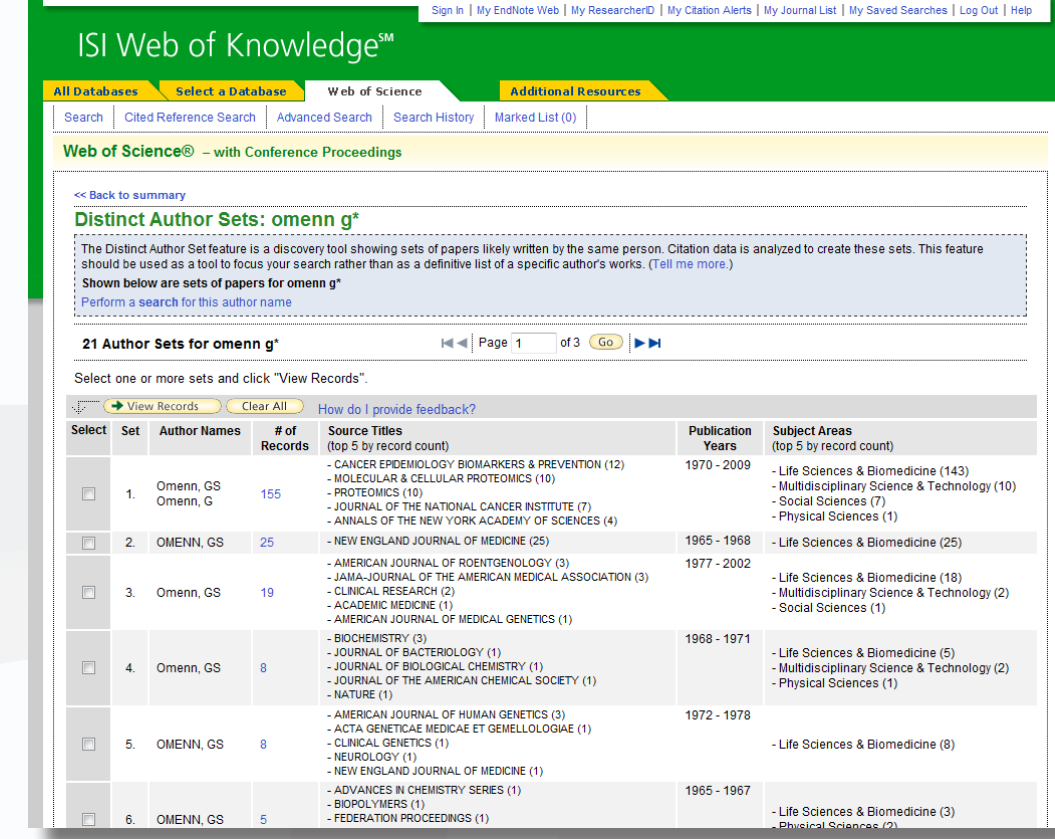 Sign In | My EndNote Web | My ResearcherID | My Citation Alerts | My Journal List | My Saved Searches | Log Out | Help
ISI Web of Knowledge℠
All Databases Select a Database Web of Science Additional Resources
Search Cited Reference Search Advanced Search Search History Marked List (0)
Web of Science® – with Conference Proceedings
<< Back to summary
Distinct Author Sets: omenn g*
The Distinct Author Set feature is a discovery tool showing sets of papers likely written by the same person. Citation data is analyzed to create these sets. This feature
should be used as a tool to focus your search rather than as a definitive list of a specific author's works. (Tell me more.)
Shown below are sets of papers for omenn g*
Perform a search for this author name
21 Author Sets for omenn g* Page 1 of 3 Go
Select one or more sets and click "View Records".
View Records Clear All How do I provide feedback?
Select Set Author Names # of Records Source Titles (top 5 by record count) Publication Years Subject Areas (top 5 by record count)
1.
Omenn, GS
Omenn, G
155
- CANCER EPIDEMIOLOGY BIOMARKERS & PREVENTION (12)
- MOLECULAR & CELLULAR PROTEOMICS (10)
- PROTEOMICS (10)
- JOURNAL OF THE NATIONAL CANCER INSTITUTE (7)
- ANNALS OF THE NEW YORK ACADEMY OF SCIENCES (4)
1970 - 2009
- Life Sciences & Biomedicine (143)
- Multidisciplinary Science & Technology (10)
- Social Sciences (7)
- Physical Sciences (1)
2. OMENN, GS 25 - NEW ENGLAND JOURNAL OF MEDICINE (25) 1965 - 1968 - Life Sciences & Biomedicine (25)
3. Omenn, GS 19
- AMERICAN JOURNAL OF ROENTGENOLOGY (3)
- JAMA-JOURNAL OF THE AMERICAN MEDICAL ASSOCIATION (3)
- CLINICAL RESEARCH (2)
- ACADEMIC MEDICINE (1)
- AMERICAN JOURNAL OF MEDICAL GENETICS (1)
1977 - 2002
- Life Sciences & Biomedicine (18)
- Multidisciplinary Science & Technology (2)
- Social Sciences (1)
4. Omenn, GS 8
- BIOCHEMISTRY (3)
- JOURNAL OF BACTERIOLOGY (1)
- JOURNAL OF BIOLOGICAL CHEMISTRY (1)
- JOURNAL OF THE AMERICAN CHEMICAL SOCIETY (1)
- NATURE (1)
1968 - 1971
- Life Sciences & Biomedicine (5)
- Multidisciplinary Science & Technology (2)
- Physical Sciences (1)
5. OMENN, GS 8
- AMERICAN JOURNAL OF HUMAN GENETICS (3)
- ACTA GENETICAE MEDICAE ET GEMELLOLOGIAE (1)
- CLINICAL GENETICS (1)
- NEUROLOGY (1)
- NEW ENGLAND JOURNAL OF MEDICINE (1)
1972 - 1978
- Life Sciences & Biomedicine (8)
6. OMENN, GS 5
- ADVANCES IN CHEMISTRY SERIES (1)
- BIOPOLYMERS (1)
- FEDERATION PROCEEDINGS (1)
1965 - 1967
- Life Sciences & Biomedicine (3)
- Physical Sciences (2)